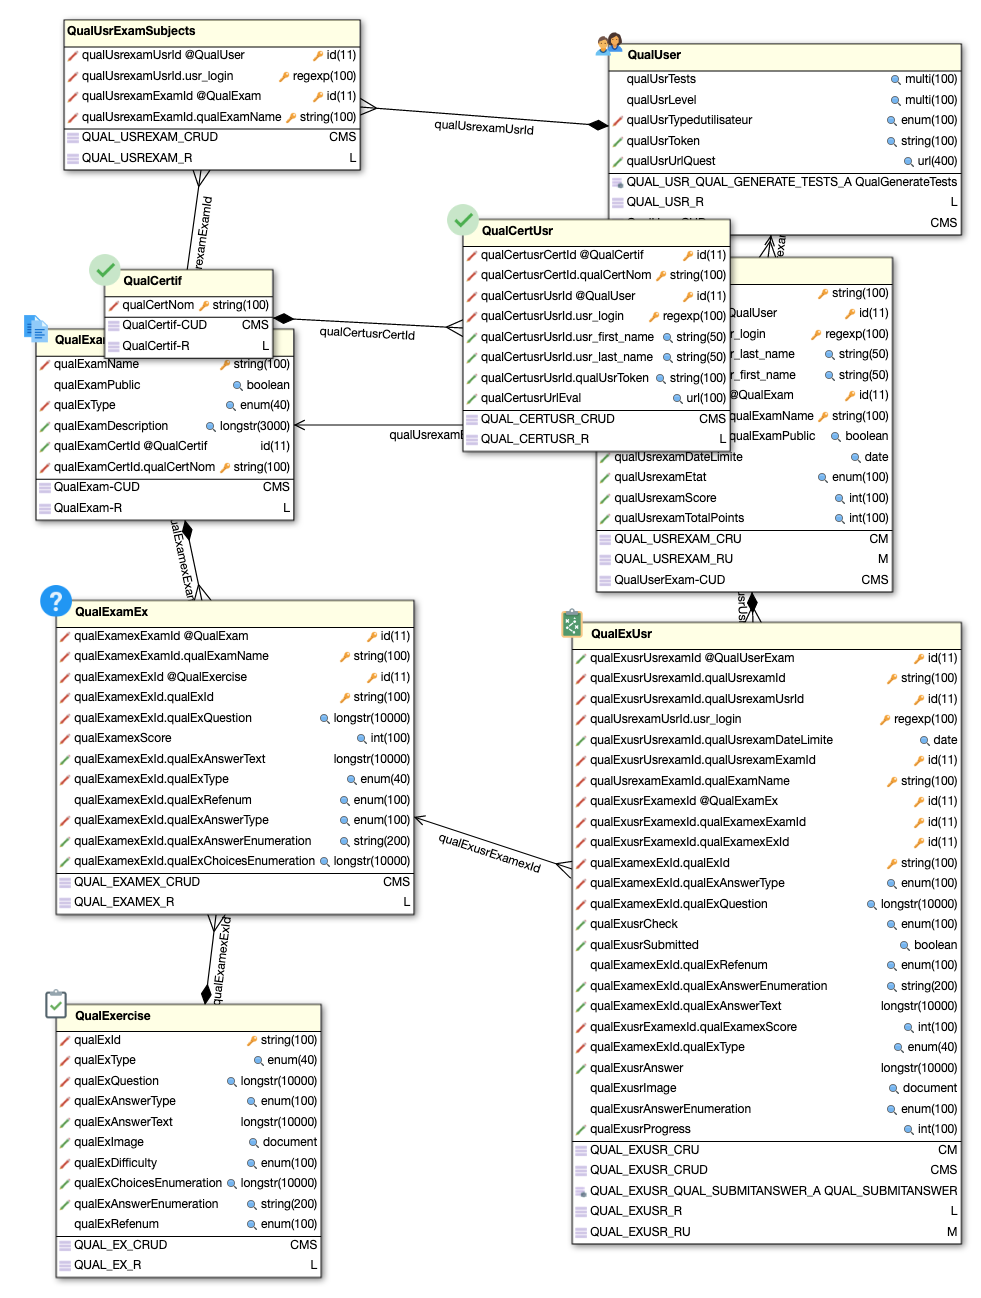 QualUsrExamSubjects
qualUsrexamUsrId @QualUser id(11)
qualUsrexamUsrId.usr_login regexp(100)
qualUsrexamExamId @QualExam id(11)
qualUsrexamExamId.qualExamName string(100)
QUAL_USREXAM_CRUD CMS
QUAL_USREXAM_R L
qualUsrexamUsrId
QualUser
qualUsrTests multi(100)
qualUsrLevel multi(100)
qualUsrTypedutilisateur enum(100)
qualUsrToken string(100)
qualUsrUrlQuest url(400)
QUAL_USR_QUAL_GENERATE_TESTS_A QualGenerateTests
QUAL_USR_R L
CMS
rexamExamId
QualCertif
qualCertNom string(100)
QualCertif-CUD CMS
QualCertif-R L
qualCertusrCertId
QualCertUsr
qualCertusrCertId @QualCertif id(11)
qualCertusrCertId.qualCertNom string(100)
qualCertusrUsrId @QualUser id(11)
qualCertusrUsrId.usr_login regexp(100)
qualCertusrUsrId.usr_first_name string(50)
qualCertusrUsrId.usr_last_name string(50)
qualCertusrUsrId.qualUsrToken string(100)
qualCertusrUrlEval url(100)
QUAL_CERTUSR_CRUD CMS
QUAL_CERTUSR_R L
string(100)
QualUser id(11)
r_login regexp(100)
r_last_name string(50)
r_first_name string(50)
@QualExam id(11)
qualExamName string(100)
qualExamPublic boolean
qualUsrexamDateLimite date
qualUsrexamEtat enum(100)
qualUsrexamScore int(100)
qualUsrexamTotalPoints int(100)
QUAL_USREXAM_CRU CM
QUAL_USREXAM_RU M
QualUserExam-CUD CMS
QualExa
qualExamName string(100)
qualExamPublic boolean
qualExType enum(40)
qualExamDescription longstr(3000)
qualExamCertId @QualCertif id(11)
qualExamCertId.qualCertNom string(100)
QualExam-CUD CMS
QualExam-R L
qualUsrexam
ualExamexExam
QualExamEx
qualExamexExamId @QualExam id(11)
qualExamexExamId.qualExamName string(100)
qualExamexExId @QualExercise id(11)
qualExamexExId.qualExId string(100)
qualExamexExId.qualExQuestion longstr(10000)
qualExamexScore int(100)
qualExamexExId.qualExAnswerText longstr(10000)
qualExamexExId.qualExType enum(40)
qualExamexExId.qualExRefenum enum(100)
qualExamexExId.qualExAnswerType enum(100)
qualExamexExId.qualExAnswerEnumeration string(200)
qualExamexExId.qualExChoicesEnumeration longstr(10000)
QUAL_EXAMEX_CRUD CMS
QUAL_EXAMEX_R L
qualExusrExamexId
qualExamexExId
QualExUsr
qualExusrUsrexamId @QualUserExam id(11)
qualExusrUsrexamId.qualUsrexamId string(100)
qualExusrUsrexamId.qualUsrexamUsrId id(11)
qualUsrexamUsrId.usr_login regexp(100)
qualExusrUsrexamId.qualUsrexamDateLimite date
qualExusrUsrexamId.qualUsrexamExamId id(11)
qualUsrexamExamId.qualExamName string(100)
qualExusrExamexId @QualExamEx id(11)
qualExusrExamexId.qualExamexExamId id(11)
qualExusrExamexId.qualExamexExId id(11)
qualExamexExId.qualExId string(100)
qualExamexExId.qualExAnswerType enum(100)
qualExamexExId.qualExQuestion longstr(10000)
qualExusrCheck enum(100)
qualExusrSubmitted boolean
qualExamexExId.qualExRefenum enum(100)
qualExamexExId.qualExAnswerEnumeration string(200)
qualExamexExId.qualExAnswerText longstr(10000)
qualExusrExamexId.qualExamexScore int(100)
qualExamexExId.qualExType enum(40)
qualExusrAnswer longstr(10000)
qualExusrImage document
qualExusrAnswerEnumeration enum(100)
qualExusrProgress int(100)
QUAL_EXUSR_CRU CM
QUAL_EXUSR_CRUD CMS
QUAL_EXUSR_QUAL_SUBMITANSWER_A QUAL_SUBMITANSWER
QUAL_EXUSR_R L
QUAL_EXUSR_RU M
QualExercise
qualExId string(100)
qualExType enum(40)
qualExQuestion longstr(10000)
qualExAnswerType enum(100)
qualExAnswerText longstr(10000)
qualExImage document
qualExDifficulty enum(100)
qualExChoicesEnumeration longstr(10000)
qualExAnswerEnumeration string(200)
qualExRefenum enum(100)
QUAL_EX_CRUD CMS
QUAL_EX_R L